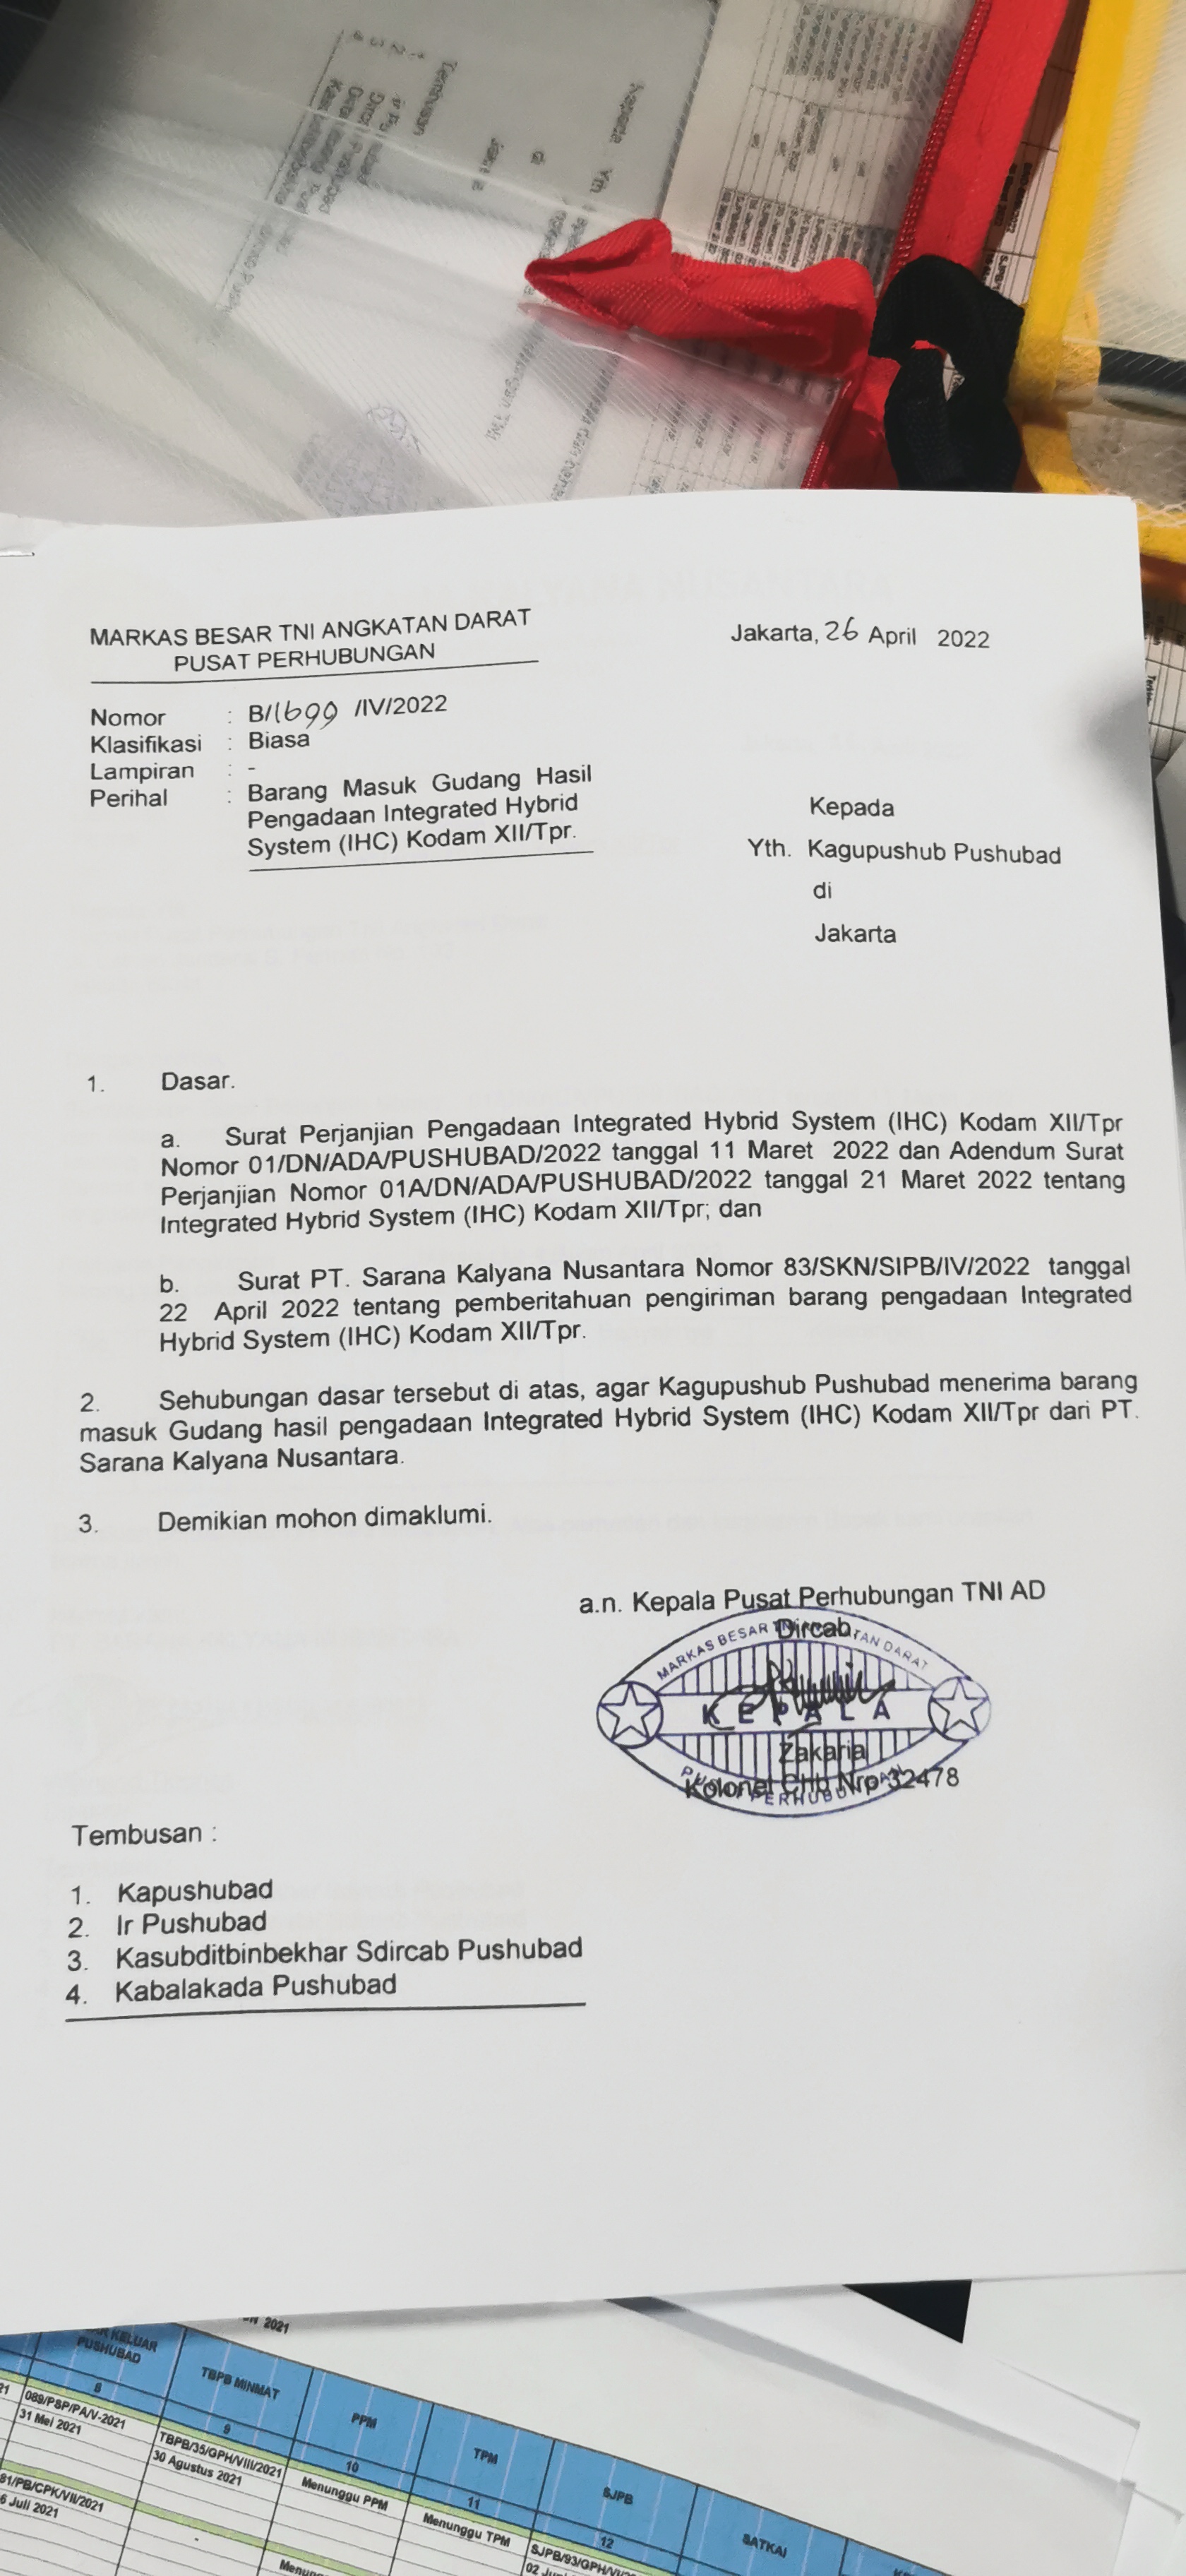 MARKAS BESAR TNI ANGKATAN DARAT
PUSAT PERHUBUNGAN
Jakarta, 26 April 2022
Nomor : B/1699 /IV/2022
Klasifikasi : Biasa
Lampiran : -
Perihal : Barang Masuk Gudang Hasil
Pengadaan Integrated Hybrid
System (IHC) Kodam XII/Tpr.
Kepada
Yth. Kagupushub Pushubad
di
Jakarta
1. Dasar.
a. Surat Perjanjian Pengadaan Integrated Hybrid System (IHC) Kodam XII/Tpr
Nomor 01/DN/ADA/PUSHUBAD/2022 tanggal 11 Maret 2022 dan Adendum Surat
Perjanjian Nomor 01A/DN/ADA/PUSHUBAD/2022 tanggal 21 Maret 2022 tentang
Integrated Hybrid System (IHC) Kodam XII/Tpr; dan
b. Surat PT. Sarana Kalyana Nusantara Nomor 83/SKN/SIPB/IV/2022 tanggal
22 April 2022 tentang pemberitahuan pengiriman barang pengadaan Integrated
Hybrid System (IHC) Kodam XII/Tpr.
2. Sehubungan dasar tersebut di atas, agar Kagupushub Pushubad menerima barang
masuk Gudang hasil pengadaan Integrated Hybrid System (IHC) Kodam XII/Tpr dari PT.
Sarana Kalyana Nusantara.
3. Demikian mohon dimaklumi.
a.n. Kepala Pusat Perhubungan TNI AD
Dircab,
MARKAS BESAR TNI ANGKATAN DARAT
KEPALA
PUSAT PERHUBUNGAN
Zakaria
Kolonel Chb Nrp 32478
Tembusan :
1. Kapushubad
2. Ir Pushubad
3. Kasubditbinbekhar Sdircab Pushubad
4. Kabalakada Pushubad
2021
KELUAR
PUSHUBAD
TBPB MINMAT
PPM
TPM
SJPB
SATKAI
8
9
10
11
12
089/PSP/PA/V-2021
31 Mei 2021
TBPB/35/GPH/VIII/2021
30 Agustus 2021
Menunggu PPM
Menunggu TPM
81/PB/CPK/VII/2021
6 Juli 2021